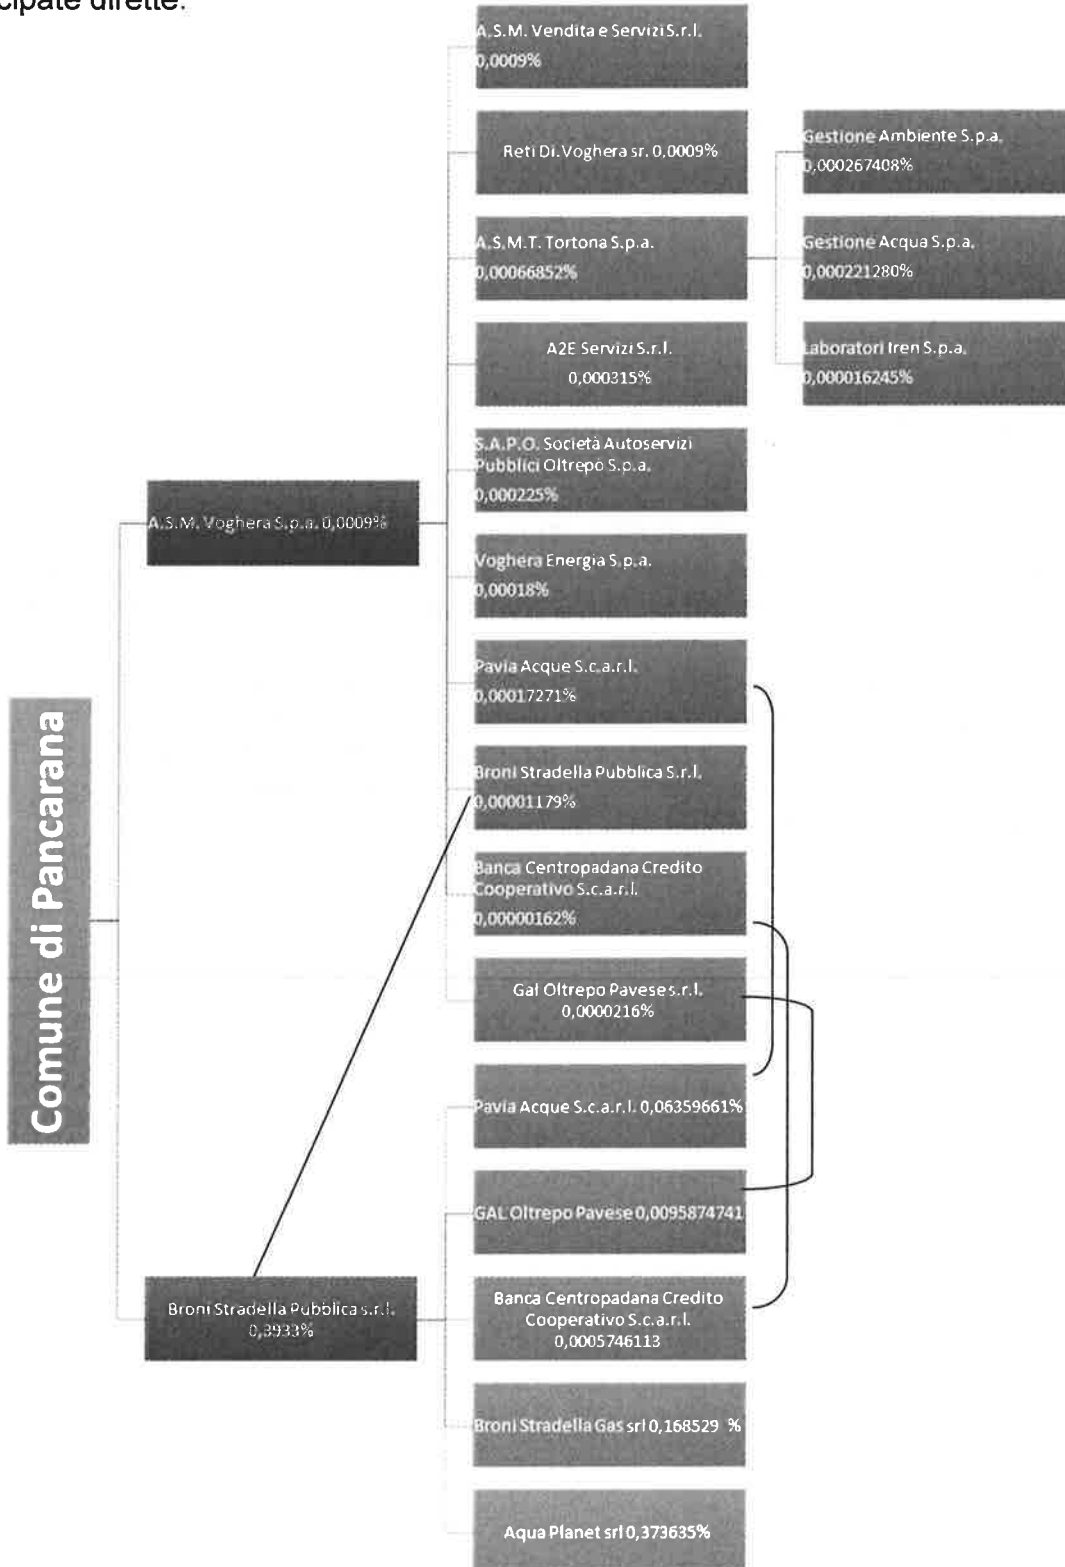 cipate dirette:
A.S.M. Vendita e Servizi S.r.l.
0,0009%
Reti Di.Voghera sr. 0,0009%
Gestione Ambiente S.p.a.
0,000267408%
A.S.M.T. Tortona S.p.a.
0,00066852%
Gestione Acqua S.p.a.
0,000221280%
A2E Servizi S.r.l.
0,000315%
Laboratori Iren S.p.a.
0,000016245%
S.A.P.O. Società Autoservizi
Pubblici Oltrepò S.p.a.
0,000225%
A.S.M. Voghera S.p.a. 0,0009%
Voghera Energia S.p.a.
0,00018%
Pavia Acque S.c.a.r.l.
0,00017271%
Comune di Pancarana
Broni Stradella Pubblica S.r.l.
0,00001179%
Banca Centropadana Credito
Cooperativo S.c.a.r.l.
0,00000162%
Gal Oltrepo Pavese s.r.l.
0,0000216%
Pavia Acque S.c.a.r.l. 0,06359661%
GAL Oltrepo Pavese 0,0095874741
Broni Stradella Pubblica s.r.l.
0,3933%
Banca Centropadana Credito
Cooperativo S.c.a.r.l.
0,0005746113
Broni Stradella Gas srl 0,168529 %
Aqua Planet srl 0,373635%